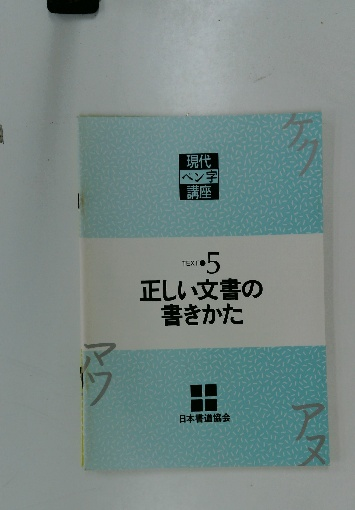 ケク
現代
ペン字
講座
TEXT●5
正しい文書の
書きかた
マワ
日本書道協会
アヌ